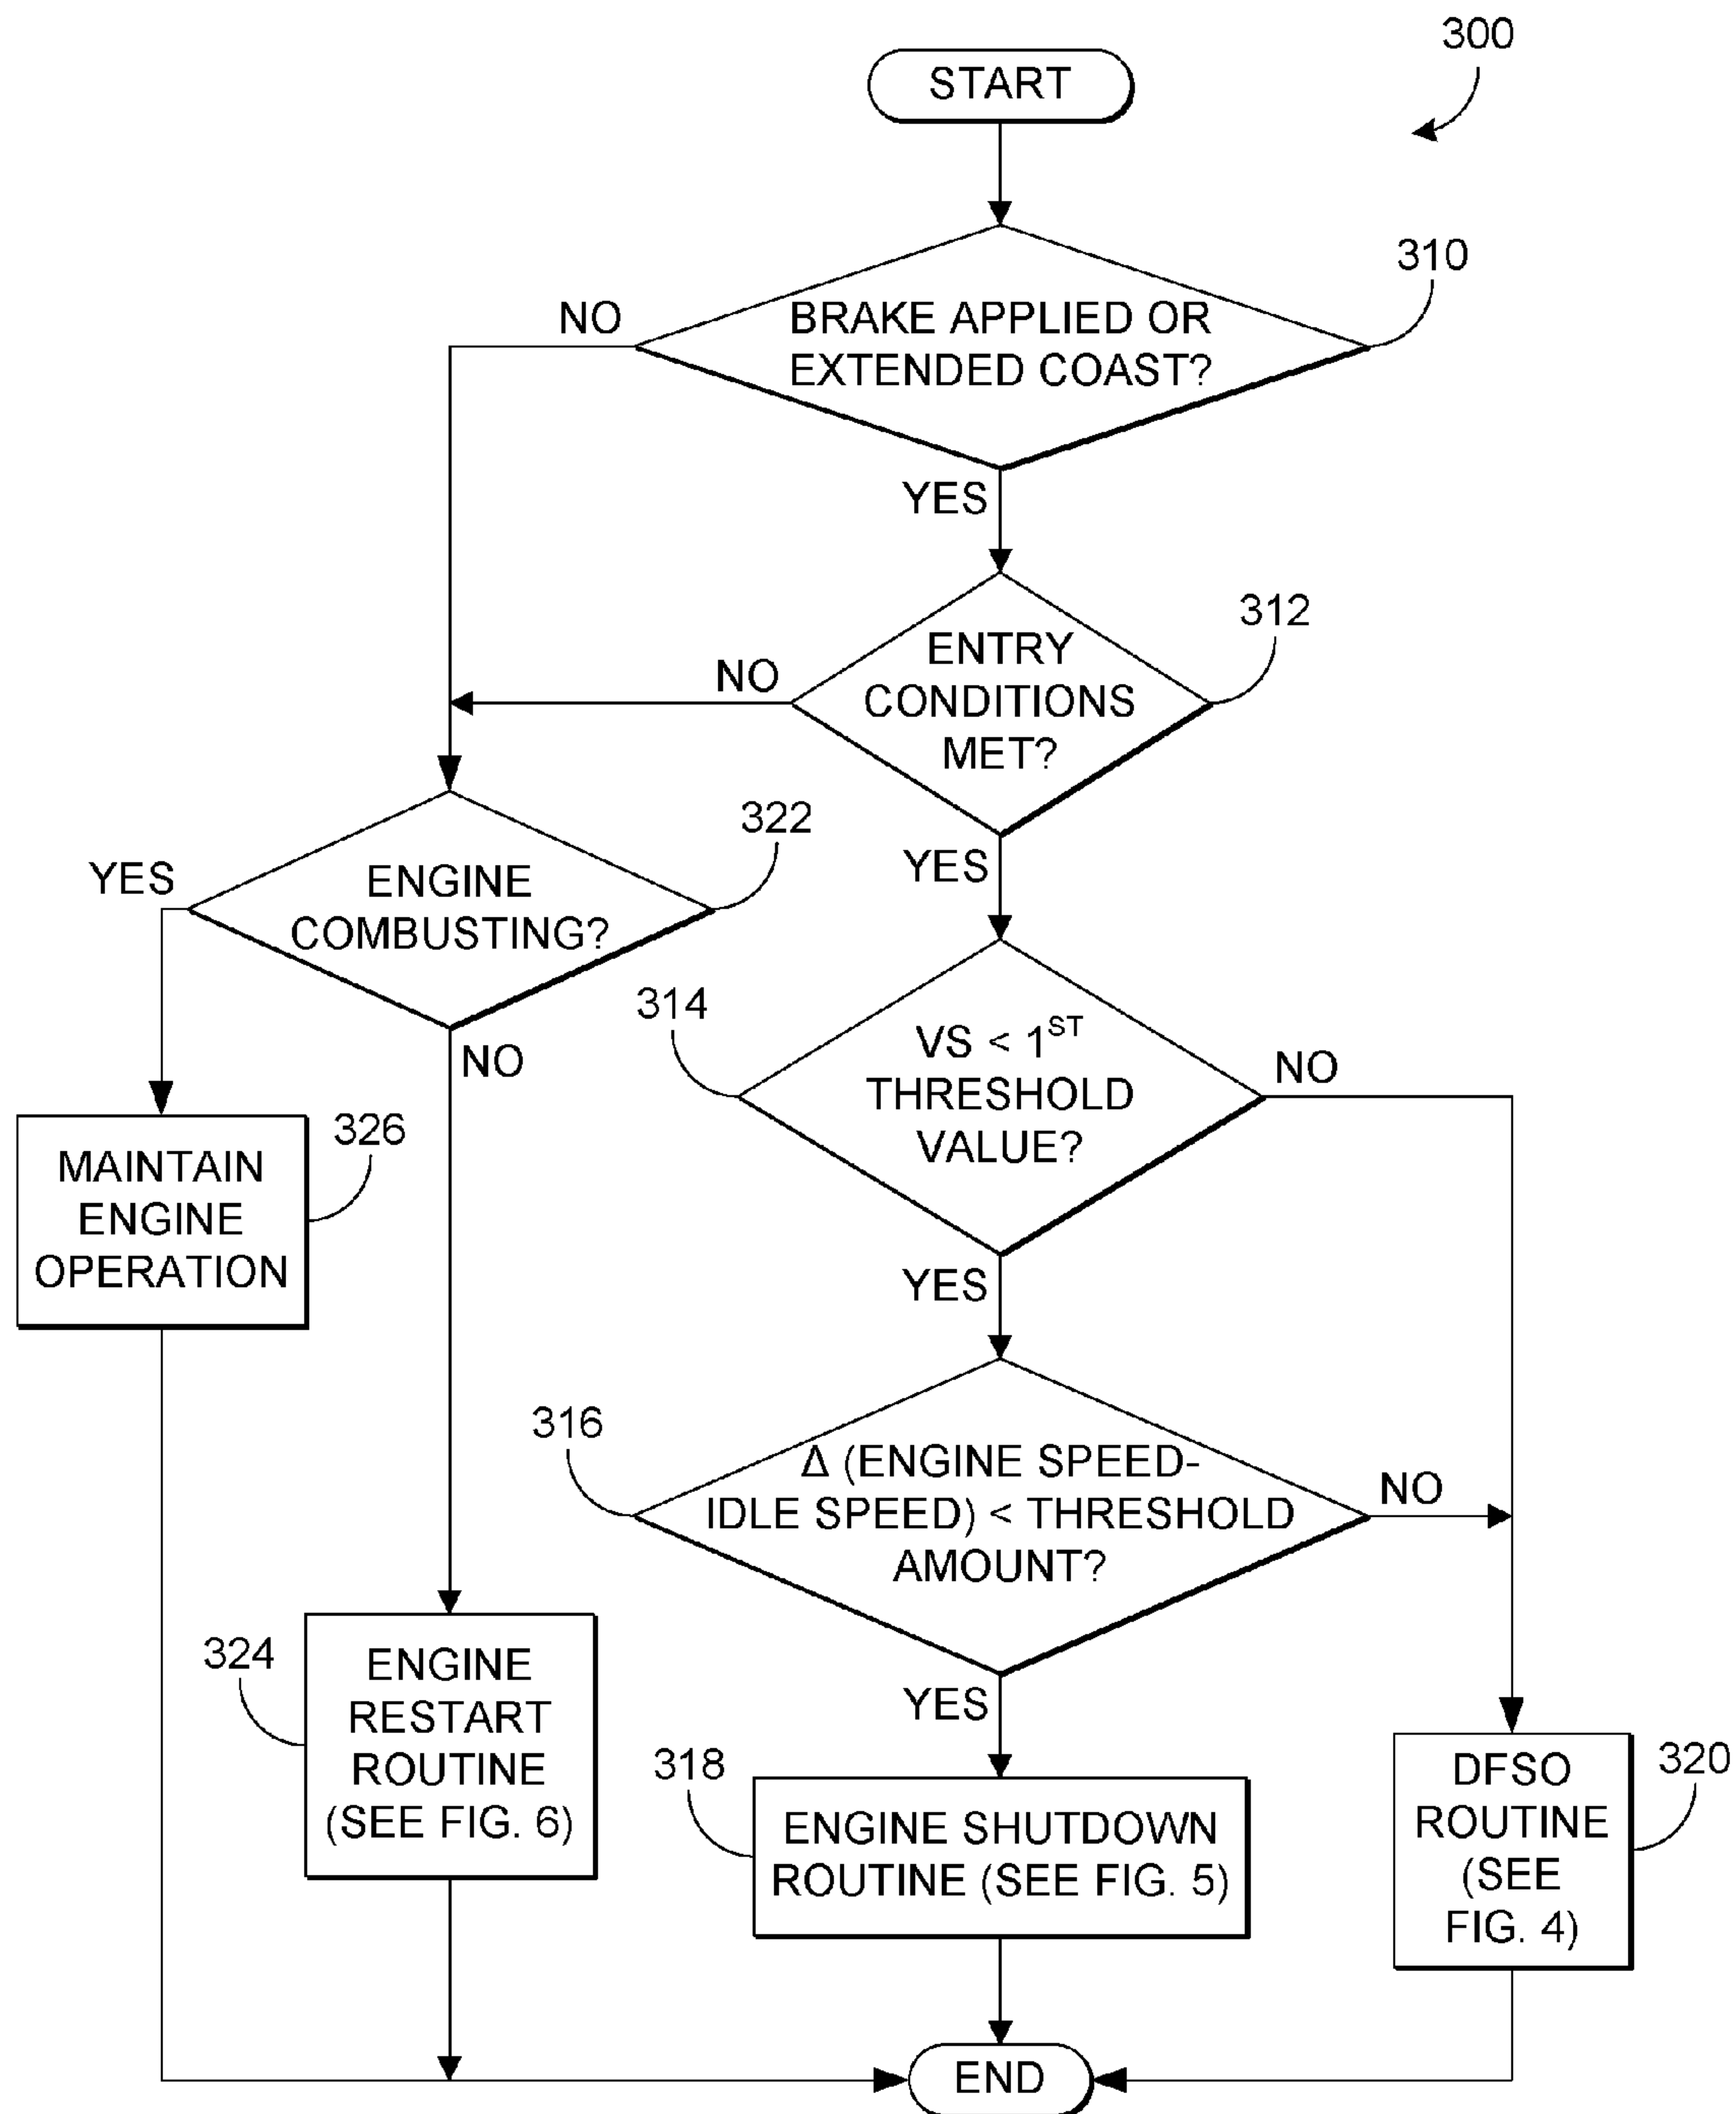 300
START
310
NO
BRAKE APPLIED OR
EXTENDED COAST?
YES
312
ENTRY
CONDITIONS
MET?
NO
YES
322
YES
ENGINE
COMBUSTING?
NO
314
VS < 1ST
THRESHOLD
VALUE?
NO
YES
326
MAINTAIN
ENGINE
OPERATION
316
Δ (ENGINE SPEED-
IDLE SPEED) < THRESHOLD
AMOUNT?
NO
YES
324
ENGINE
RESTART
ROUTINE
(SEE FIG. 6)
318
ENGINE SHUTDOWN
ROUTINE (SEE FIG. 5)
320
DFSO
ROUTINE
(SEE
FIG. 4)
END